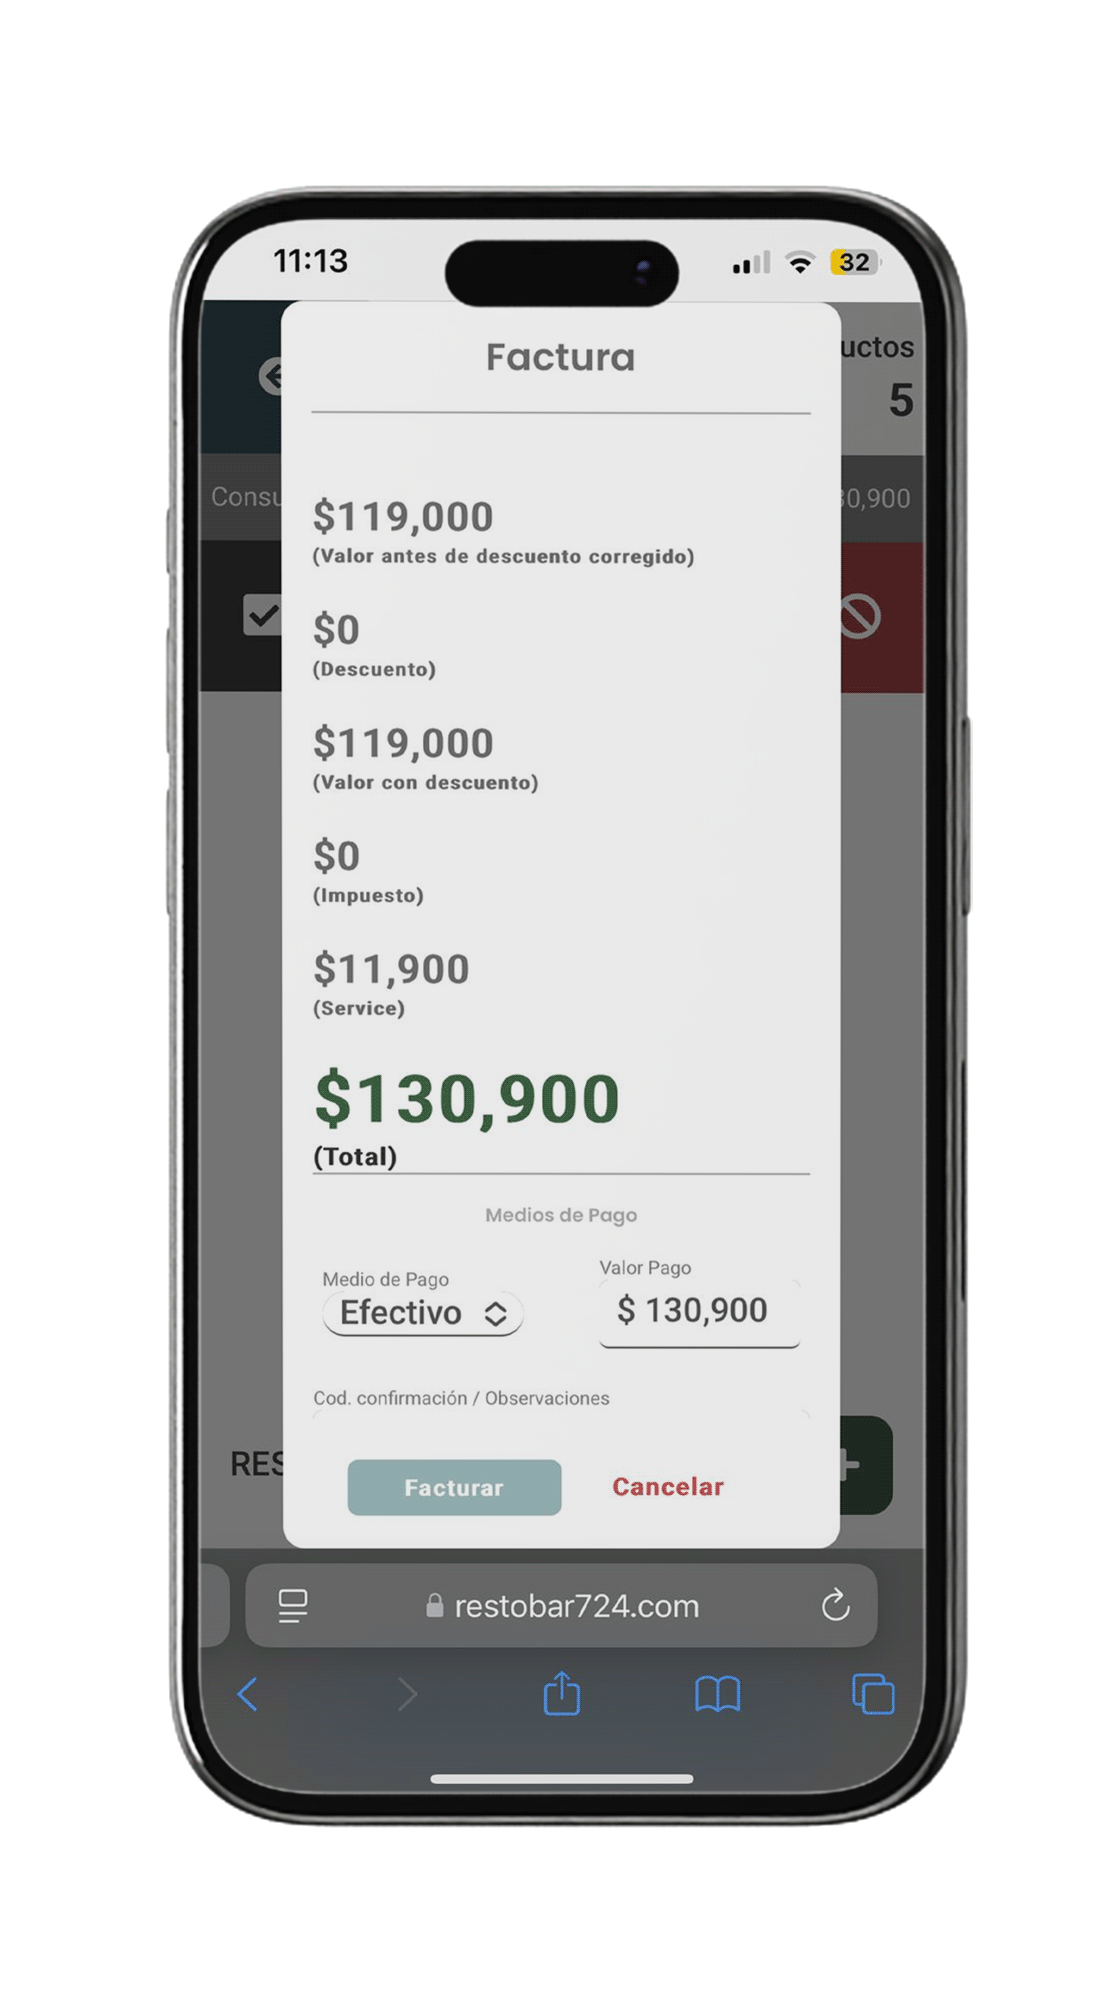 11:13
32
Factura
uctos
5
Consu
30,900
$119,000
(Valor antes de descuento corregido)
$0
(Descuento)
$119,000
(Valor con descuento)
$0
(Impuesto)
$11,900
(Service)
$130,900
(Total)
Medios de Pago
Medio de Pago
Efectivo
Valor Pago
$ 130,900
Cod. confirmación / Observaciones
RES
Facturar
Cancelar
restobar724.com